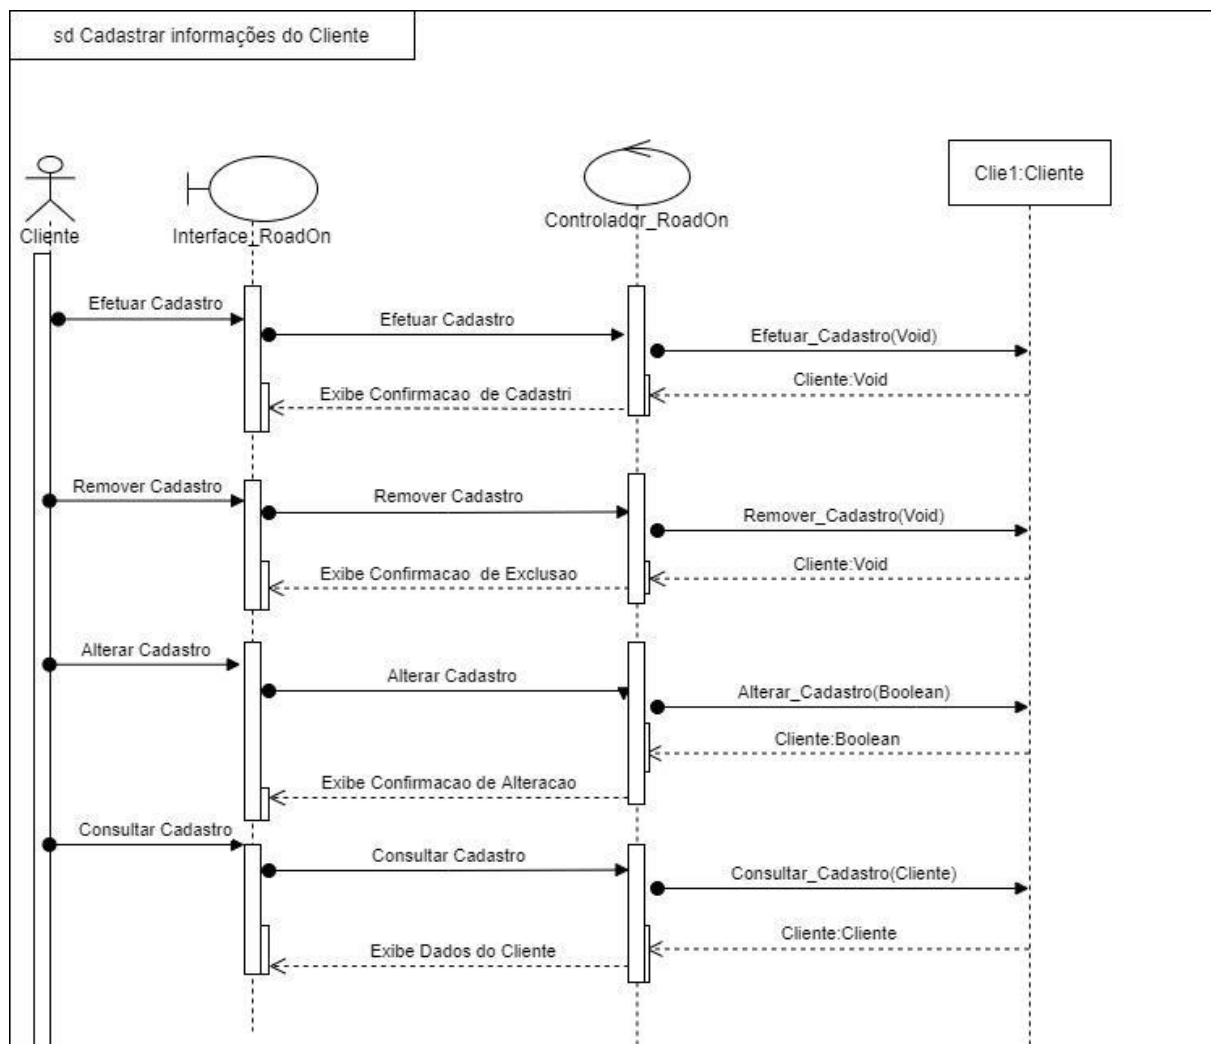 sd Cadastrar informações do Cliente
Clie1:Cliente
Controlador_RoadOn
Cliente
Interface_RoadOn
Efetuar Cadastro
Efetuar Cadastro
Efetuar_Cadastro(Void)
Cliente:Void
Exibe Confirmacao de Cadastri
Remover Cadastro
Remover Cadastro
Remover_Cadastro(Void)
Cliente:Void
Exibe Confirmacao de Exclusao
Alterar Cadastro
Alterar Cadastro
Alterar_Cadastro(Boolean)
Cliente:Boolean
Exibe Confirmacao de Alteracao
Consultar Cadastro
Consultar Cadastro
Consultar_Cadastro(Cliente)
Cliente:Cliente
Exibe Dados do Cliente